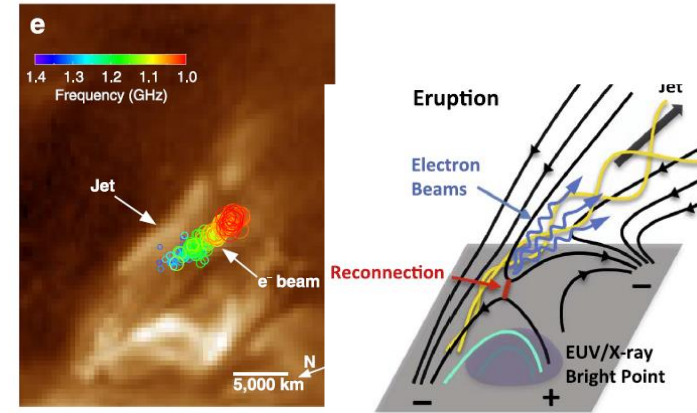 e
1.4 1.3 1.2 1.1 1.0
Frequency (GHz)
Jet
e⁻ beam
N
5,000 km
Eruption
Jet
Electron
Beams
Reconnection
−
EUV/X-ray
Bright Point
− +